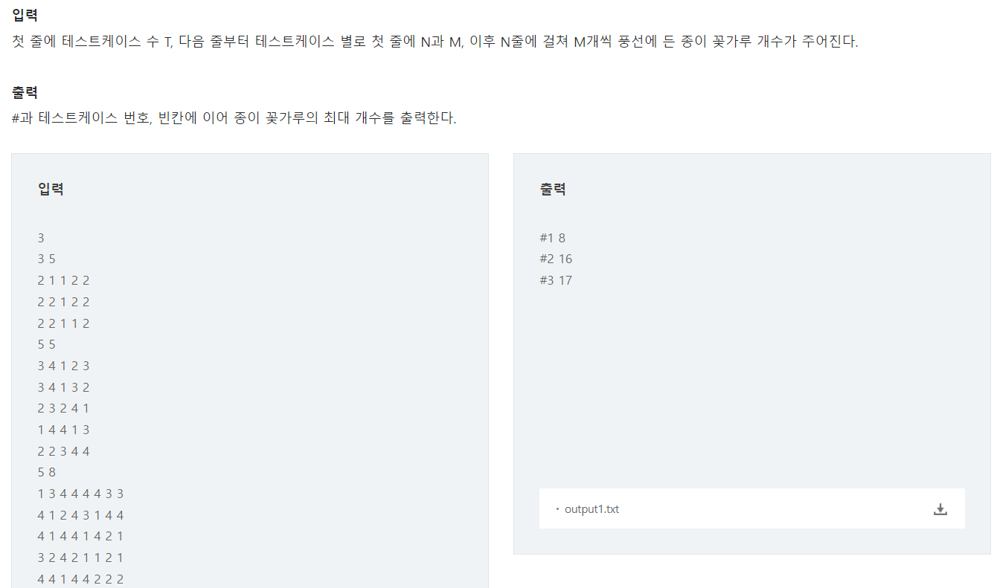 입력
첫 줄에 테스트케이스 수 T, 다음 줄부터 테스트케이스 별로 첫 줄에 N과 M, 이후 N줄에 걸쳐 M개씩 풍선에 든 종이 꽃가루 개수가 주어진다.
출력
#과 테스트케이스 번호, 빈칸에 이어 종이 꽃가루의 최대 개수를 출력한다.
입력
3
3 5
2 1 1 2 2
2 2 1 2 2
2 2 1 1 2
5 5
3 4 1 2 3
3 4 1 3 2
2 3 2 4 1
1 4 4 1 3
2 2 3 4 4
5 8
1 3 4 4 4 4 3 3
4 1 2 4 3 1 4 4
4 1 4 4 1 4 2 1
3 2 4 2 1 1 2 1
4 4 1 4 4 2 2 2
출력
#1 8
#2 16
#3 17
· output1.txt